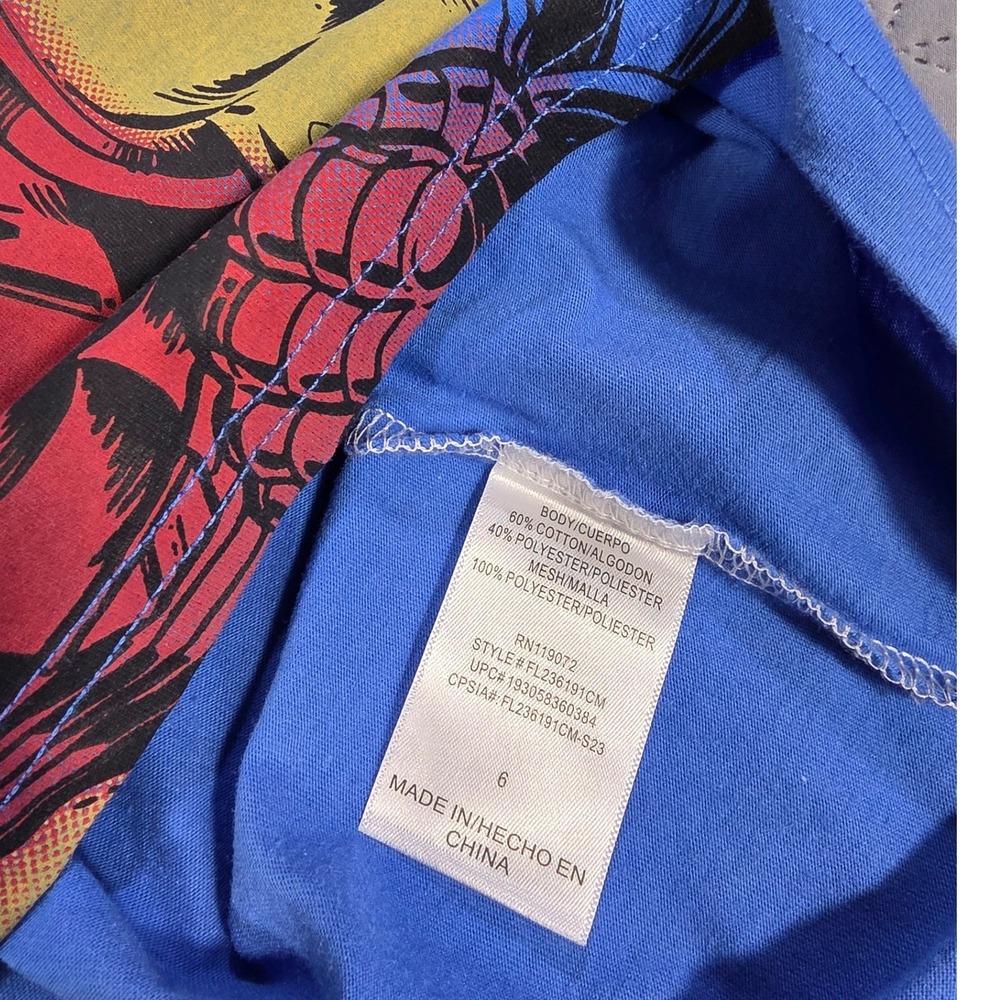 BODY/CUERPO
60% COTTON/ALGODON
40% POLYESTER/POLIESTER
MESH/MALLA
100% POLYESTER/POLIESTER
RN119072
STYLE# FL236191CM
UPC# 193058360384
CPSIA#: FL236191CM-S23
6
MADE IN/HECHO EN
CHINA